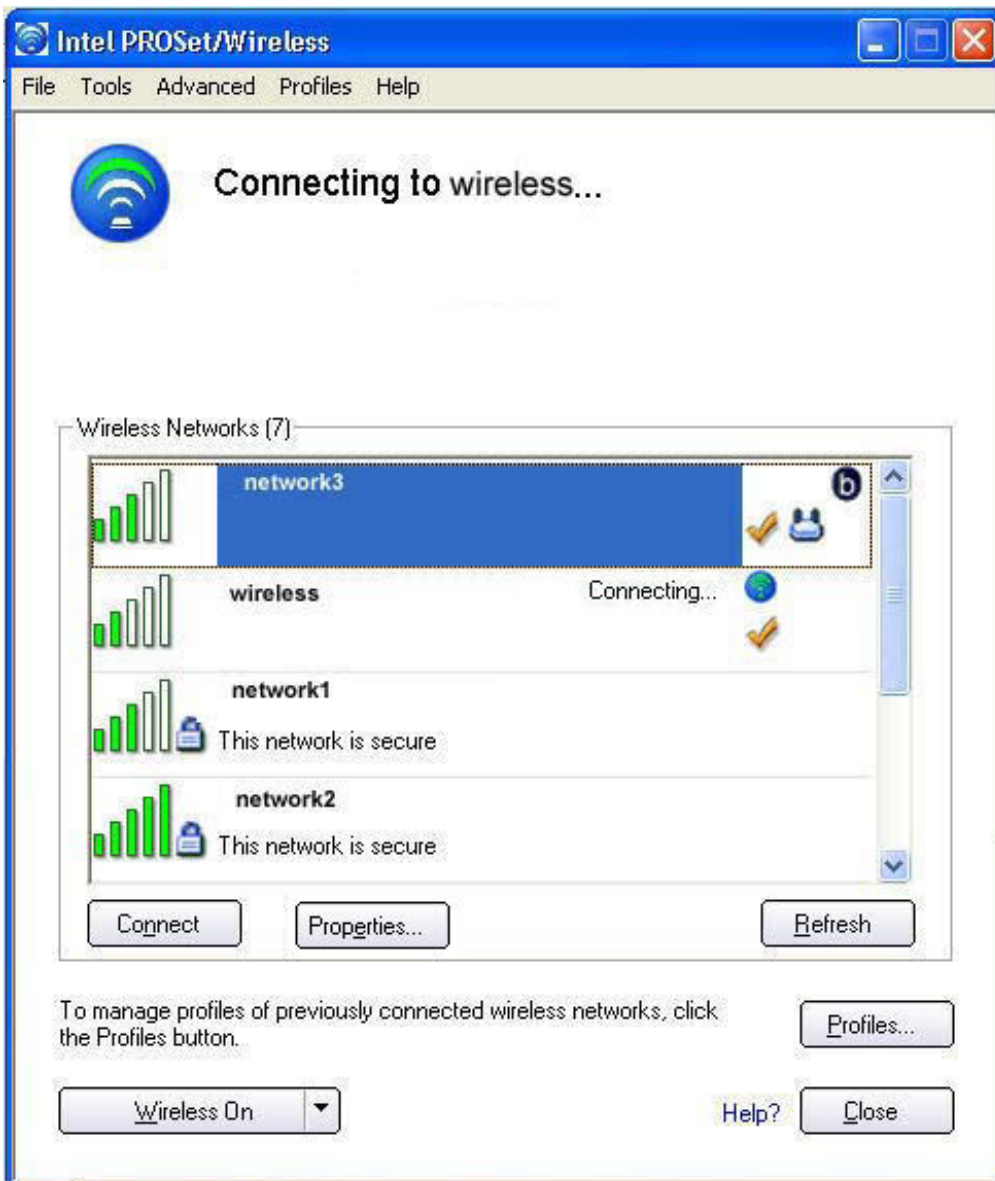 Intel PROSet/Wireless
File Tools Advanced Profiles Help
Connecting to wireless...
Wireless Networks (7)
network3
b
wireless Connecting...
network1
This network is secure
network2
This network is secure
Connect Properties... Refresh
To manage profiles of previously connected wireless networks, click
the Profiles button.
Profiles...
Wireless On Help? Close